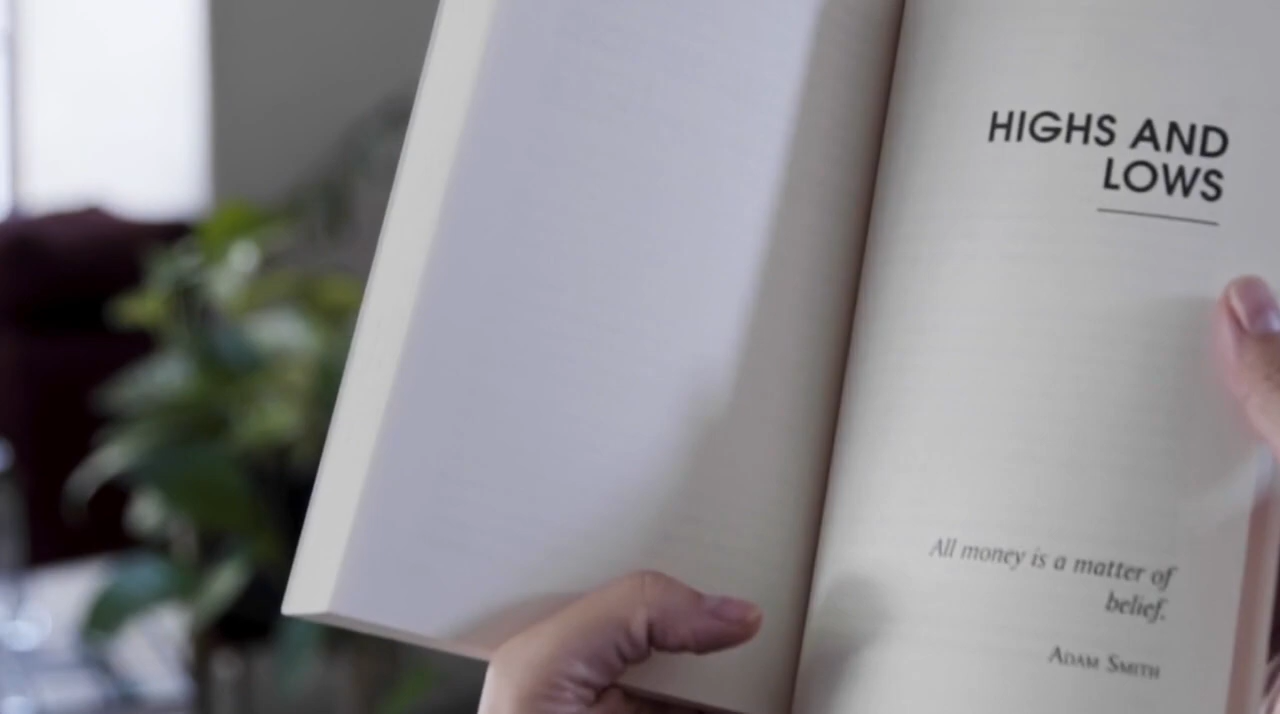 HIGHS AND
LOWS
All money is a matter of
belief.
ADAM SMITH